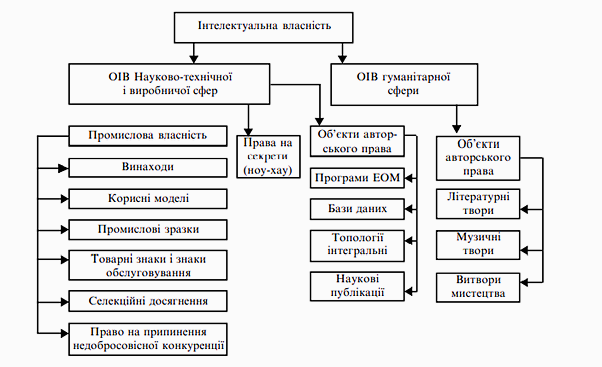 Інтелектуальна власність
ОІВ Науково-технічної
і виробничої сфер
ОІВ гуманітарної
сфери
Промислова власність
Винаходи
Корисні моделі
Промислові зразки
Товарні знаки і знаки
обслуговування
Селекційні досягнення
Право на припинення
недобросовісної конкуренції
Права на
секрети
(ноу-хау)
Об'єкти автор-
ського права
Програми ЕОМ
Бази даних
Топології
інтегральні
Наукові
публікації
Об'єкти
авторського
права
Літературні
твори
Музичні
твори
Витвори
мистецтва